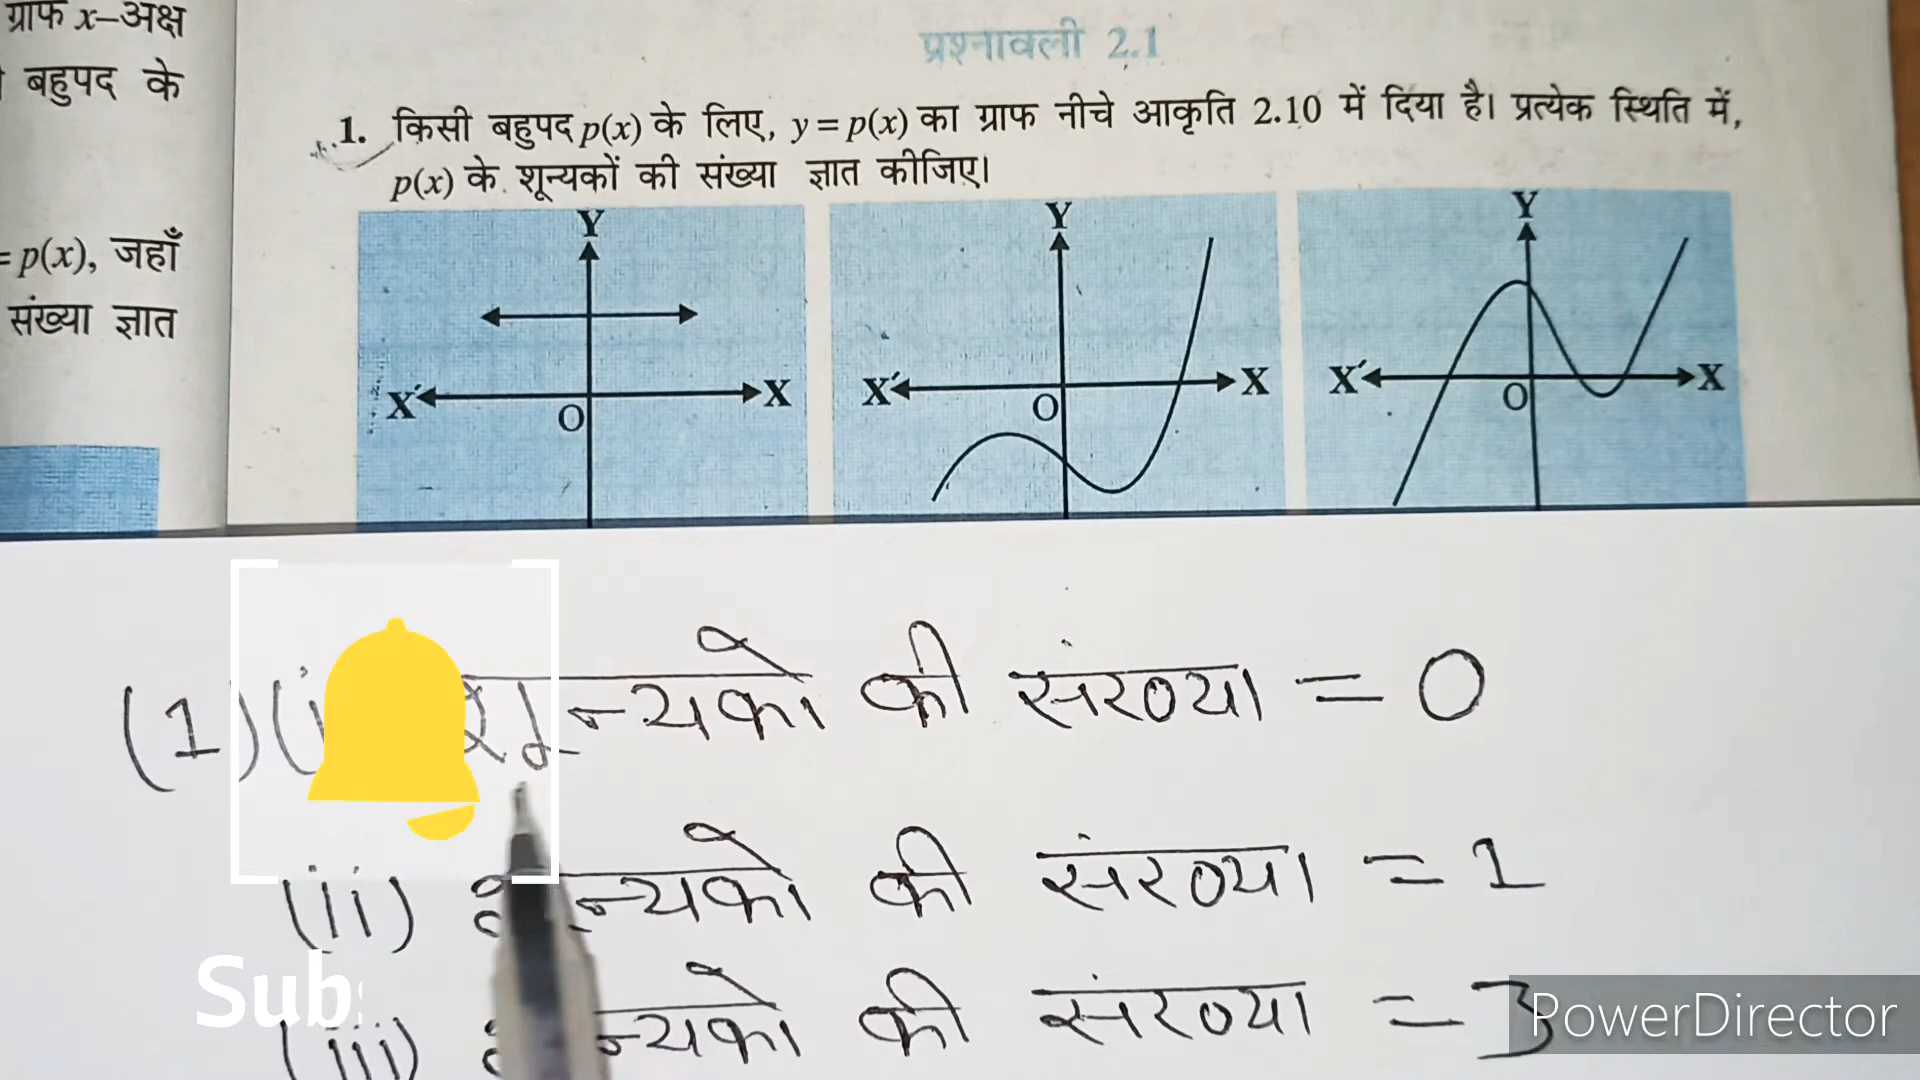 ग्राफ x–अक्ष
बहुपद के
= p(x), जहाँ
संख्या ज्ञात
प्रश्नावली 2.1
1. किसी बहुपद p(x) के लिए, y = p(x) का ग्राफ नीचे आकृति 2.10 में दिया है। प्रत्येक स्थिति में,
p(x) के शून्यकों की संख्या ज्ञात कीजिए।
Y
X′ O X
Y
X′ O X
Y
X′ O X
(1) (i शून्यको की संख्या = 0
(ii) शून्यको की संख्या = 1
Subs
(iii) शून्यको की संख्या = 3
PowerDirector